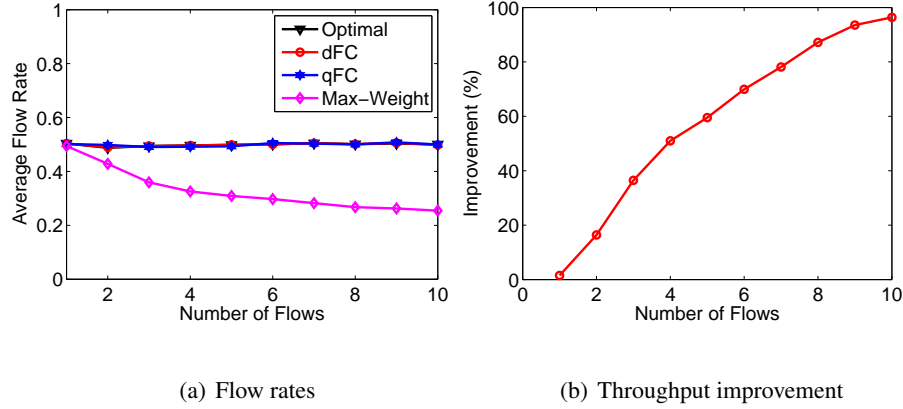 1
0.8
0.6
0.4
0.2
0
Average Flow Rate
2
4
6
8
10
Number of Flows
Optimal
dFC
qFC
Max-Weight
100
80
60
40
20
0
Improvement (%)
0
2
4
6
8
10
Number of Flows
(a) Flow rates
(b) Throughput improvement